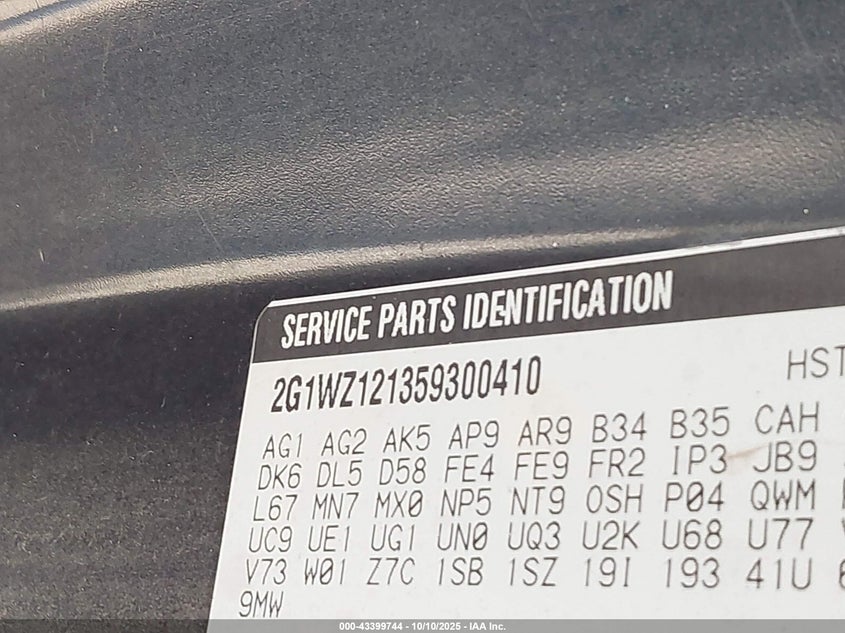 SERVICE PARTS IDENTIFICATION
2G1WZ121359300410 HST
AG1 AG2 AK5 AP9 AR9 B34 B35 CAH
DK6 DL5 D58 FE4 FE9 FR2 IP3 JB9
L67 MN7 MX0 NP5 NT9 OSH P04 QWM
UC9 UE1 UG1 UN0 UQ3 U2K U68 U77
V73 W01 Z7C 1SB 1SZ 19I 193 41U
9MW
000-43399744 - 10/10/2025 - IAA Inc.